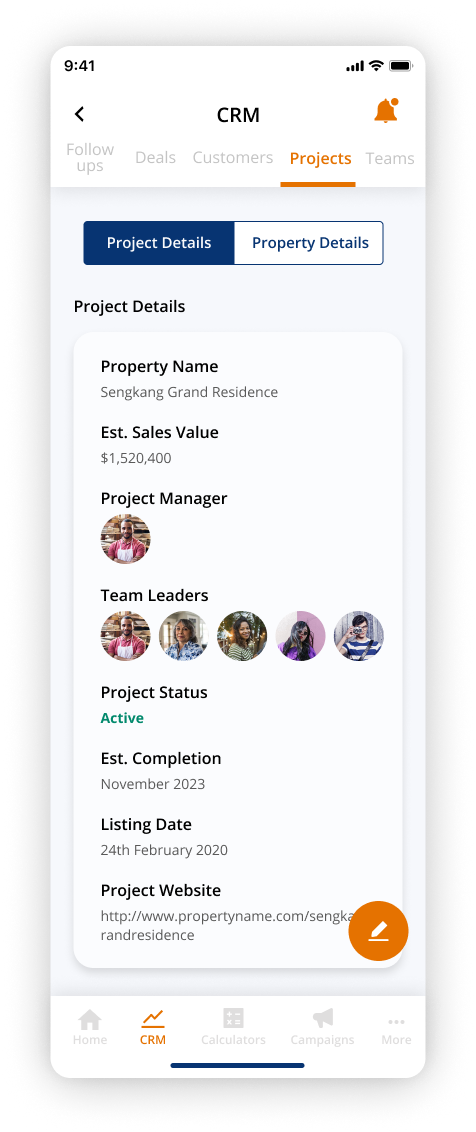 9:41
CRM
Follow
ups
Deals
Customers
Projects
Teams
Project Details
Property Details
Project Details
Property Name
Sengkang Grand Residence
Est. Sales Value
$1,520,400
Project Manager
Team Leaders
Project Status
Active
Est. Completion
November 2023
Listing Date
24th February 2020
Project Website
http://www.propertyname.com/sengka
randresidence
Home
CRM
Calculators
Campaigns
More